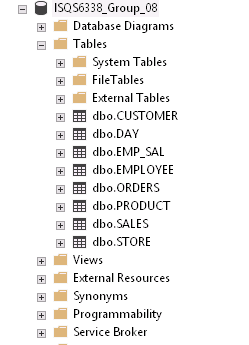 ISQS6338_Group_08
Database Diagrams
Tables
System Tables
FileTables
External Tables
dbo.CUSTOMER
dbo.DAY
dbo.EMP_SAL
dbo.EMPLOYEE
dbo.ORDERS
dbo.PRODUCT
dbo.SALES
dbo.STORE
Views
External Resources
Synonyms
Programmability
Service Broker